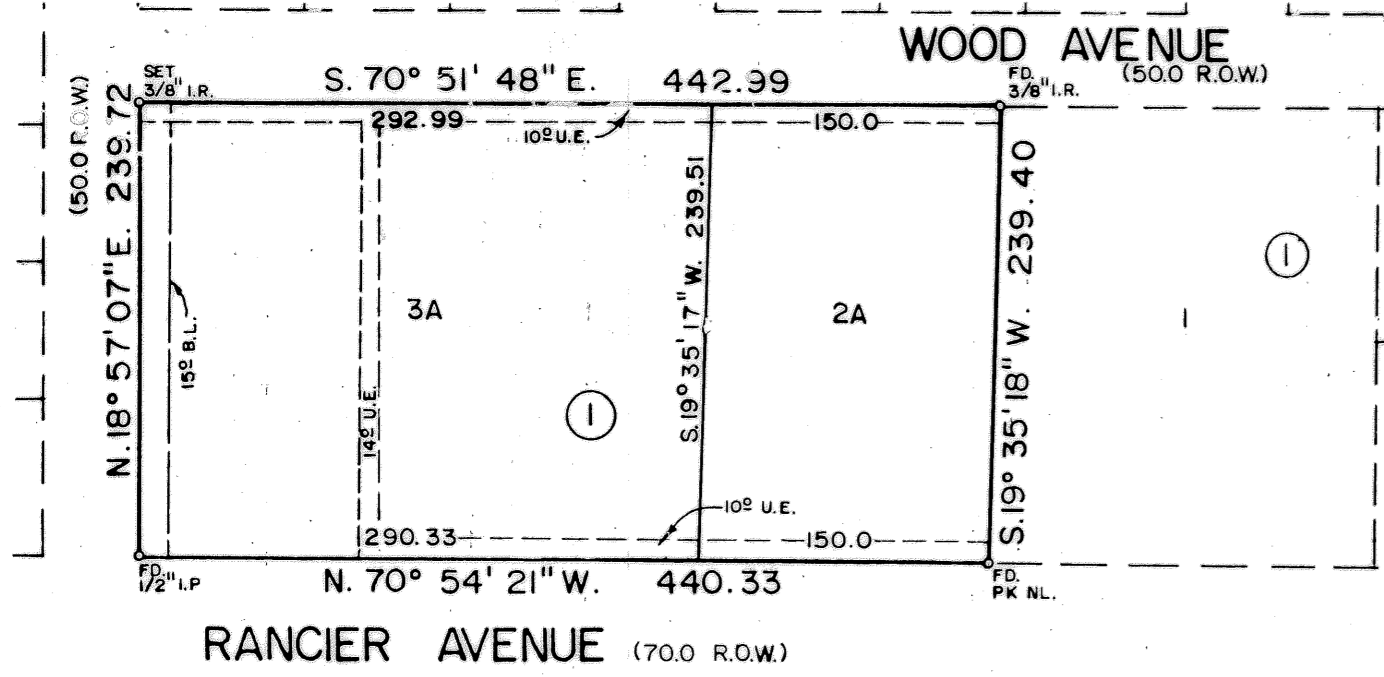 WOOD AVENUE
(50.0 R.O.W.)
SET
3/8" I.R.
S. 70° 51' 48" E. 442.99
FD.
3/8" I.R.
292.99
10º U.E.
150.0
(50.0 R.O.W.)
N. 18° 57' 07" E. 239.72
15º B.L.
14º U.E.
3A
1
S. 19° 35' 17" W. 239.51
2A
S. 19° 35' 18" W. 239.40
1
10º U.E.
290.33
150.0
FD.
1/2" I.P
N. 70° 54' 21" W. 440.33
FD.
PK NL.
RANCIER AVENUE (70.0 R.O.W.)